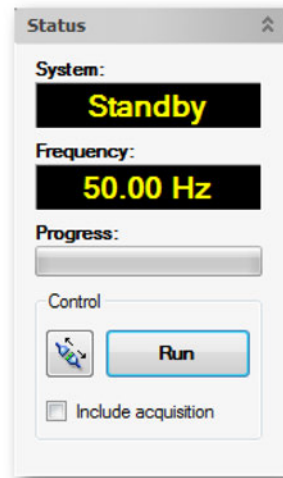 Status
System:
Standby
Frequency:
50.00 Hz
Progress:
Control
Run
Include acquisition